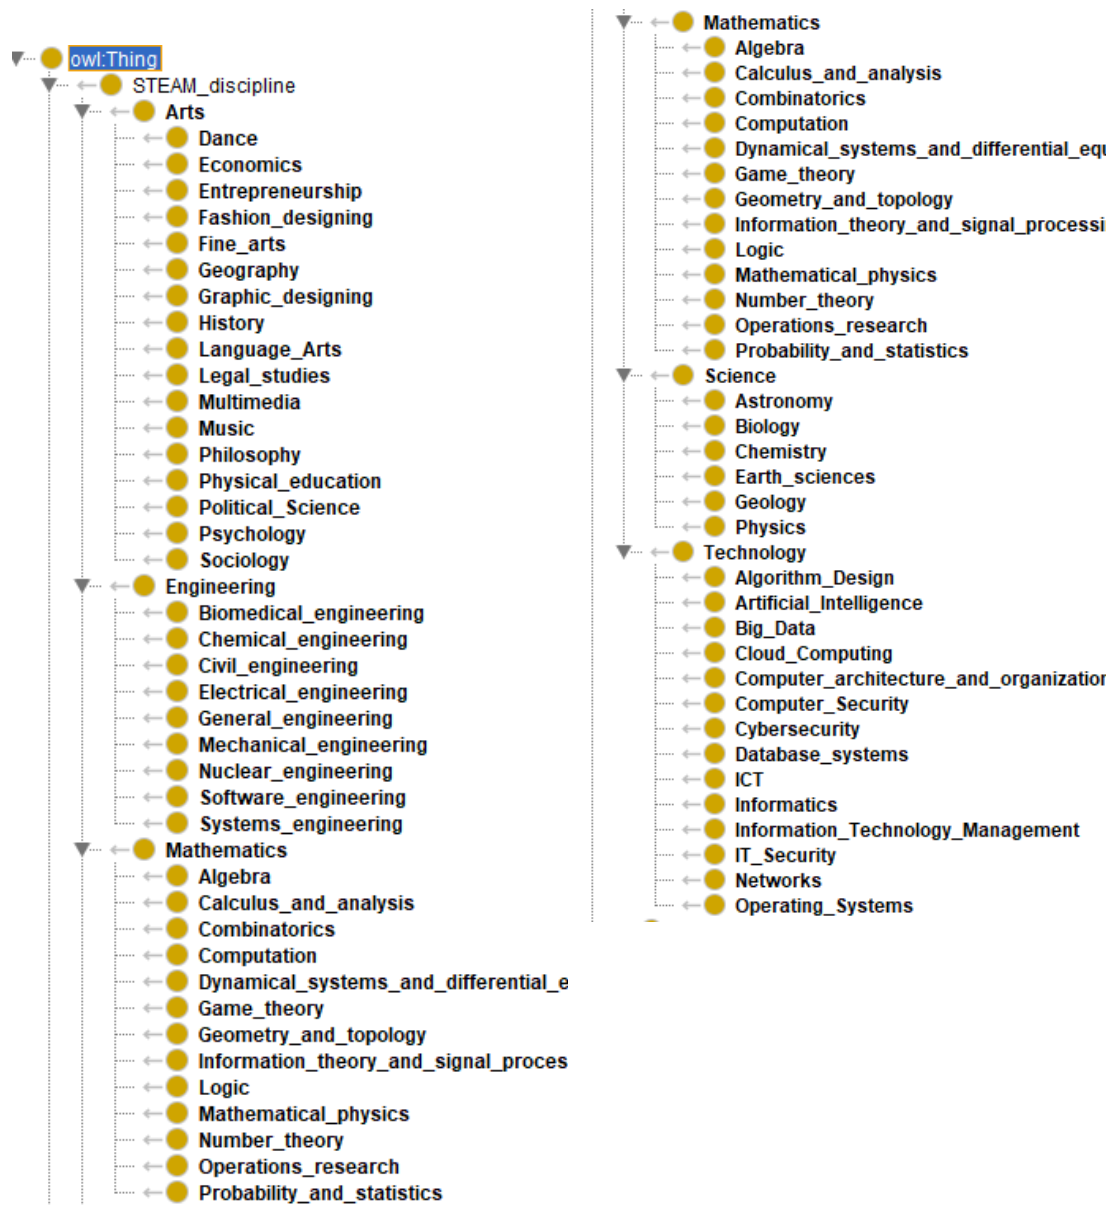 owl:Thing
STEAM_discipline
Arts
Dance
Economics
Entrepreneurship
Fashion_designing
Fine_arts
Geography
Graphic_designing
History
Language_Arts
Legal_studies
Multimedia
Music
Philosophy
Physical_education
Political_Science
Psychology
Sociology
Engineering
Biomedical_engineering
Chemical_engineering
Civil_engineering
Electrical_engineering
General_engineering
Mechanical_engineering
Nuclear_engineering
Software_engineering
Systems_engineering
Mathematics
Algebra
Calculus_and_analysis
Combinatorics
Computation
Dynamical_systems_and_differential_e
Game_theory
Geometry_and_topology
Information_theory_and_signal_proces
Logic
Mathematical_physics
Number_theory
Operations_research
Probability_and_statistics
Mathematics
Algebra
Calculus_and_analysis
Combinatorics
Computation
Dynamical_systems_and_differential_equ
Game_theory
Geometry_and_topology
Information_theory_and_signal_processi
Logic
Mathematical_physics
Number_theory
Operations_research
Probability_and_statistics
Science
Astronomy
Biology
Chemistry
Earth_sciences
Geology
Physics
Technology
Algorithm_Design
Artificial_Intelligence
Big_Data
Cloud_Computing
Computer_architecture_and_organization
Computer_Security
Cybersecurity
Database_systems
ICT
Informatics
Information_Technology_Management
IT_Security
Networks
Operating_Systems